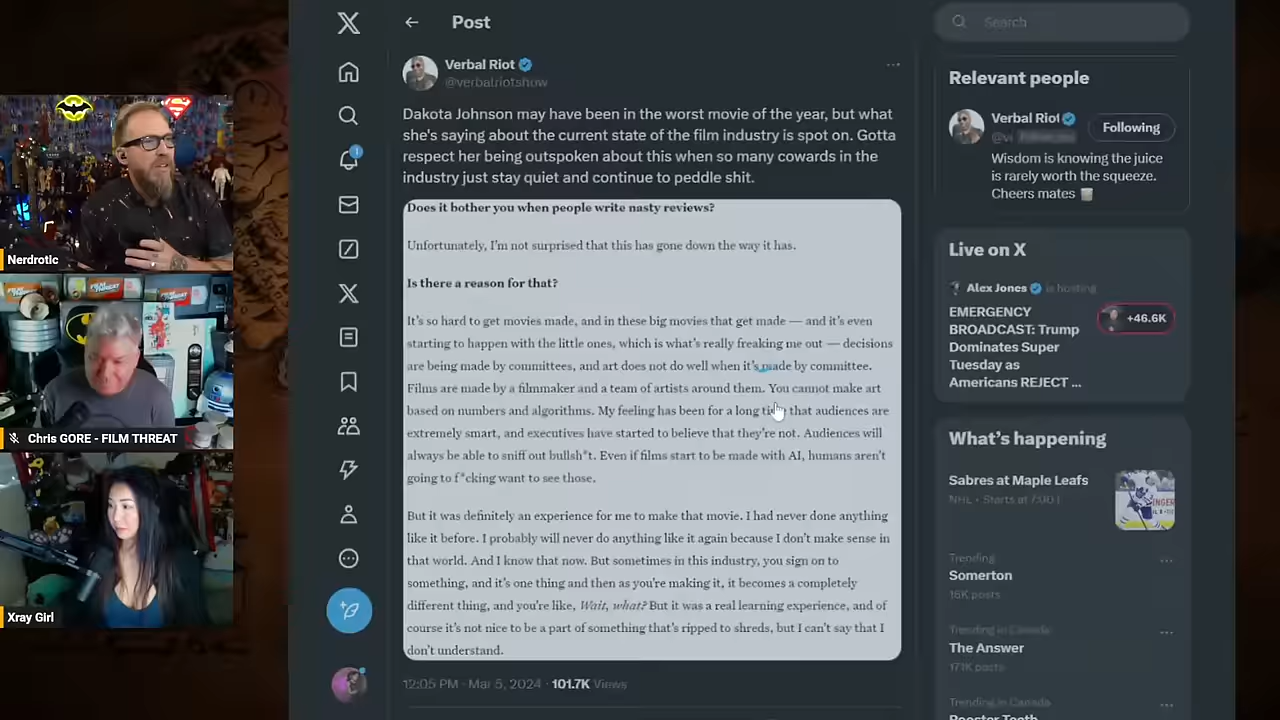 Post
Search
Verbal Riot
@verbalriotshow
Dakota Johnson may have been in the worst movie of the year, but what
she's saying about the current state of the film industry is spot on. Gotta
respect her being outspoken about this when so many cowards in the
industry just stay quiet and continue to peddle shit.
Does it bother you when people write nasty reviews?
Unfortunately, I'm not surprised that this has gone down the way it has.
Is there a reason for that?
It's so hard to get movies made, and in these big movies that get made — and it's even
starting to happen with the little ones, which is what's really freaking me out — decisions
are being made by committees, and art does not do well when it's made by committee.
Films are made by a filmmaker and a team of artists around them. You cannot make art
based on numbers and algorithms. My feeling has been for a long that audiences are
extremely smart, and executives have started to believe that they're not. Audiences will
always be able to sniff out bullsh*t. Even if films start to be made with AI, humans aren't
going to f*cking want to see those.
But it was definitely an experience for me to make that movie. I had never done anything
like it before. I probably will never do anything like it again because I don't make sense in
that world. And I know that now. But sometimes in this industry, you sign on to
something, and it's one thing and then as you're making it, it becomes a completely
different thing, and you're like, Wait, what? But it was a real learning experience, and of
course it's not nice to be a part of something that's ripped to shreds, but I can't say that I
don't understand.
12:05 PM · Mar 5, 2024 · 101.7K Views
Relevant people
Verbal Riot
Following
Wisdom is knowing the juice
is rarely worth the squeeze.
Cheers mates
Live on X
Alex Jones is hosting
EMERGENCY
BROADCAST: Trump
Dominates Super
Tuesday as
Americans REJECT ...
+46.6K
What's happening
Sabres at Maple Leafs
NHL · Starts at 7:00
Trending
Somerton
16K posts
Trending in Canada
The Answer
171K posts
Trending in Canada
Rooster Teeth
Nerdrotic
FILM THREAT
Chris GORE - FILM THREAT
Xray Girl